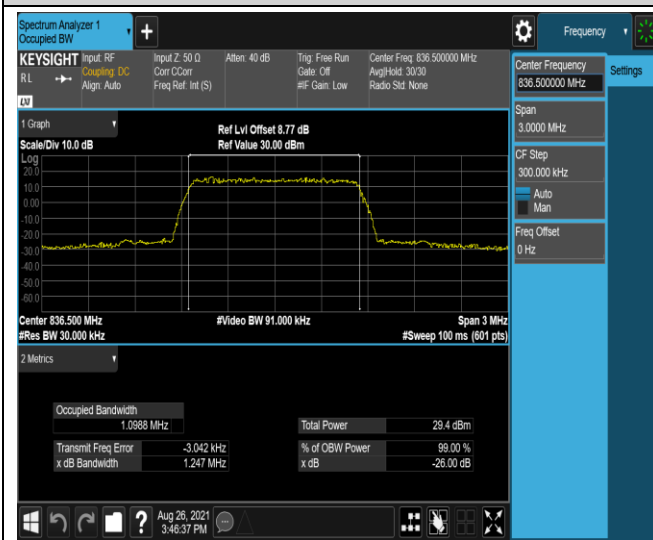 Spectrum Analyzer 1
Occupied BW
+
Frequency
KEYSIGHT
RL
LXI
Input: RF
Coupling: DC
Align: Auto
Input Z: 50 Ω
Corr CCorr
Freq Ref: Int (S)
Atten: 40 dB
Trig: Free Run
Gate: Off
#IF Gain: Low
Center Freq: 836.500000 MHz
Avg|Hold: 30/30
Radio Std: None
Center Frequency
836.500000 MHz
Settings
Span
3.0000 MHz
CF Step
300.000 kHz
Auto
Man
Freq Offset
0 Hz
1 Graph
Scale/Div 10.0 dB
Ref Lvl Offset 8.77 dB
Ref Value 30.00 dBm
Log
20.0
10.0
0.00
-10.0
-20.0
-30.0
-40.0
-50.0
-60.0
Center 836.500 MHz
#Video BW 91.000 kHz
Span 3 MHz
#Res BW 30.000 kHz
#Sweep 100 ms (601 pts)
2 Metrics
Occupied Bandwidth
1.0988 MHz
Total Power 29.4 dBm
Transmit Freq Error -3.042 kHz
% of OBW Power 99.00 %
x dB Bandwidth 1.247 MHz
x dB -26.00 dB
?
Aug 26, 2021
3:46:37 PM